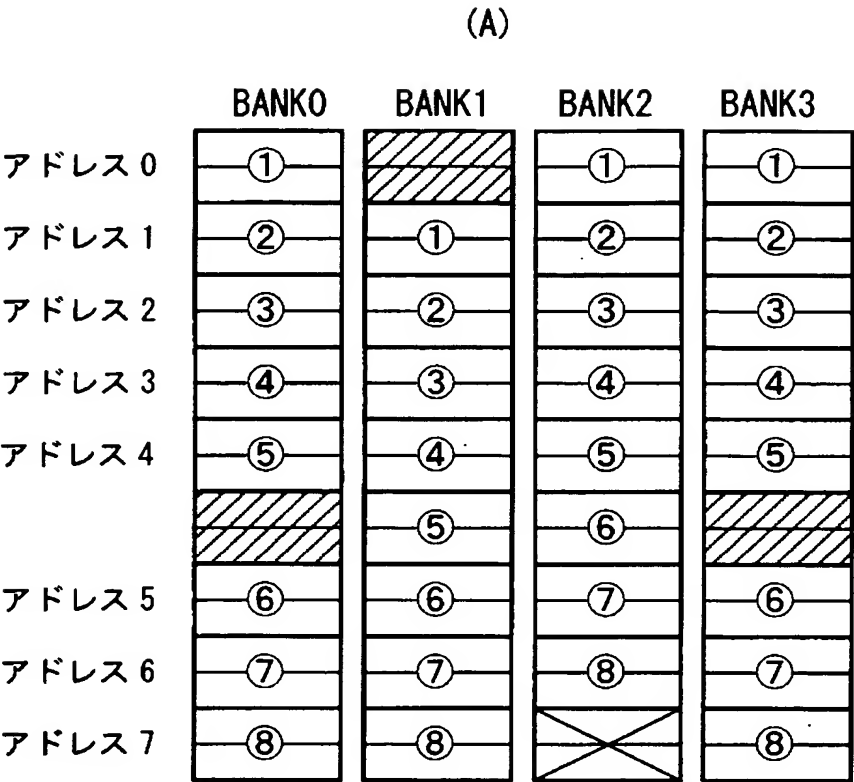 (A)
BANK0 BANK1 BANK2 BANK3
アドレス0 ① ① ①
アドレス1 ② ① ② ②
アドレス2 ③ ② ③ ③
アドレス3 ④ ③ ④ ④
アドレス4 ⑤ ④ ⑤ ⑤
⑤ ⑥
アドレス5 ⑥ ⑥ ⑦ ⑥
アドレス6 ⑦ ⑦ ⑧ ⑦
アドレス7 ⑧ ⑧ ⑧